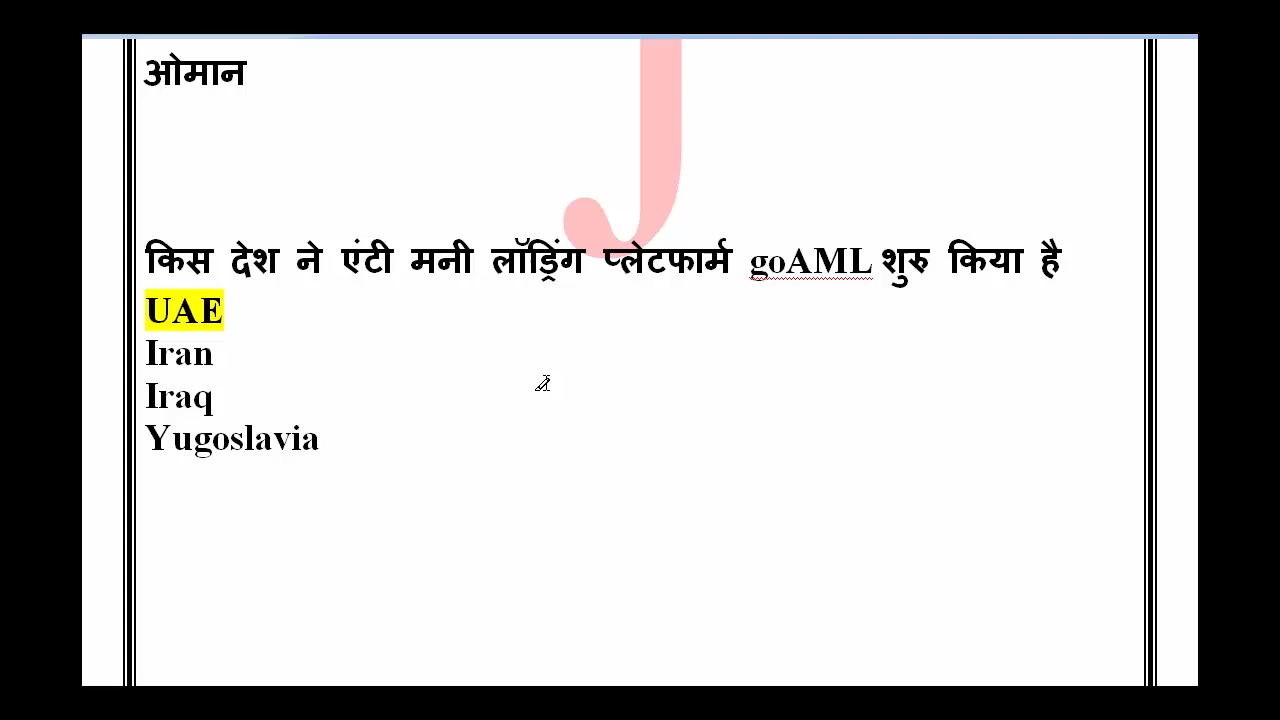 ओमान
किस देश ने एंटी मनी लॉड्रिंग प्लेटफार्म goAML शुरु किया है
UAE
Iran
Iraq
Yugoslavia
J